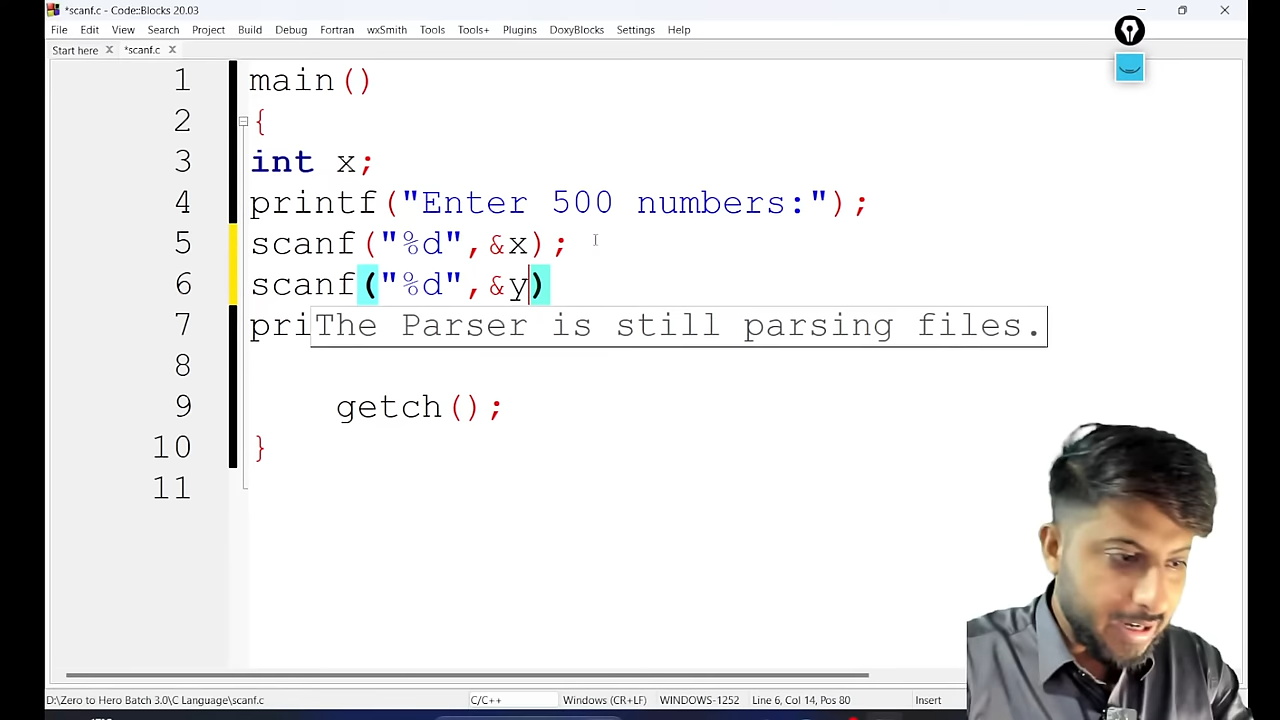 *scanf.c - Code::Blocks 20.03
File Edit View Search Project Build Debug Fortran wxSmith Tools Tools+ Plugins DoxyBlocks Settings Help
Start here *scanf.c
1 main()
2 {
3 int x;
4 printf("Enter 500 numbers:");
5 scanf("%d",&x);
6 scanf("%d",&y)
7 pri
The Parser is still parsing files.
8
9 getch();
10 }
11
D:\Zero to Hero Batch 3.0\C Language\scanf.c C/C++ Windows (CR+LF) WINDOWS-1252 Line 6, Col 14, Pos 80 Insert